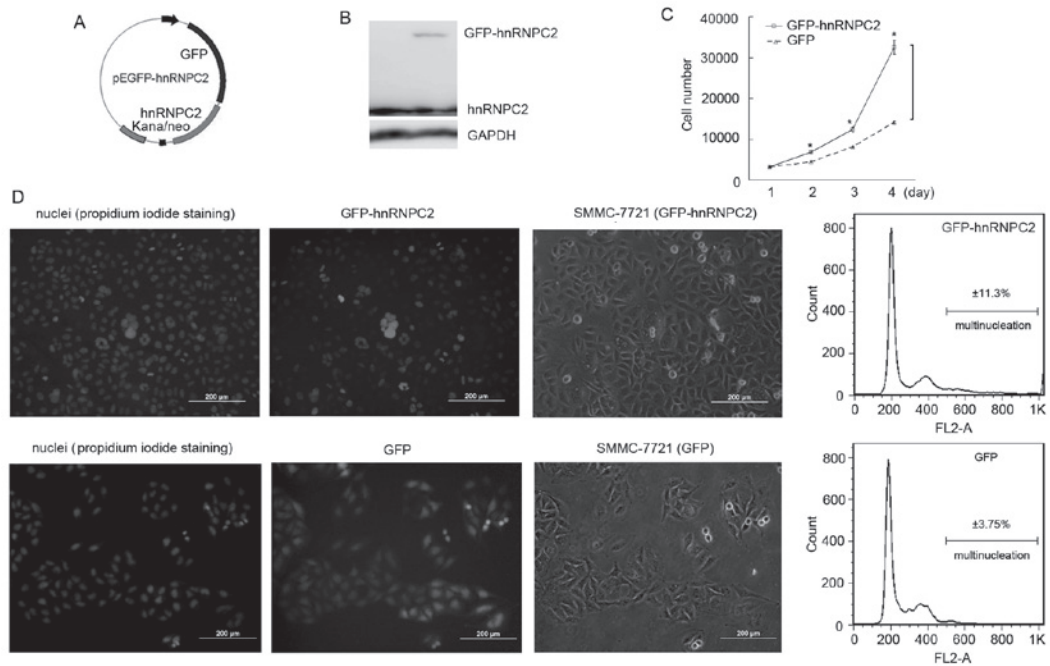 A
GFP
pEGFP-hnRNPC2
hnRNPC2
Kana/neo
B
GFP-hnRNPC2
hnRNPC2
GAPDH
C
GFP-hnRNPC2
GFP
Cell number
40000
30000
20000
10000
0
*
*
*
1 2 3 4 (day)
D
nuclei (propidium iodide staining)
GFP-hnRNPC2
SMMC-7721 (GFP-hnRNPC2)
200 µm
200 µm
200 µm
GFP-hnRNPC2
±11.3%
multinucleation
Count
800
600
400
200
0
0 200 400 600 800 1K
FL2-A
nuclei (propidium iodide staining)
GFP
SMMC-7721 (GFP)
200 µm
200 µm
200 µm
GFP
±3.75%
multinucleation
Count
800
600
400
200
0
0 200 400 600 800 1K
FL2-A